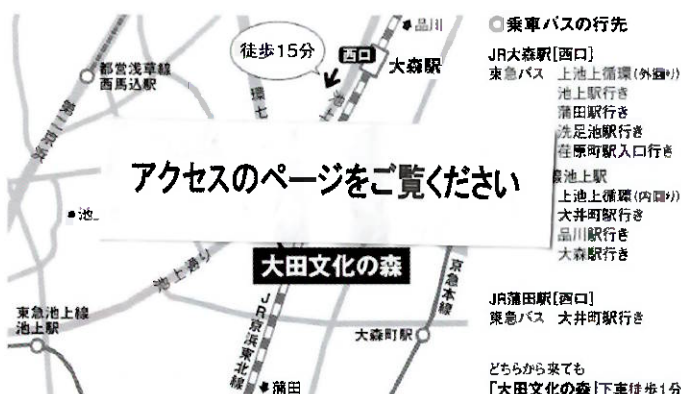 品川
徒歩15分
西口
大森駅
都営浅草線
西馬込駅
環七
第二京浜
アクセスのページをご覧ください
池上通り
大田文化の森
東急池上線
池上駅
JR京浜東北線
大森町駅
京急本線
蒲田
乗車バスの行先
JR大森駅[西口]
東急バス 上池上循環(外回り)
池上駅行き
蒲田駅行き
洗足池駅行き
荏原町駅入口行き
池上駅
上池上循環(内回り)
大井町駅行き
品川駅行き
大森駅行き
JR蒲田駅[西口]
東急バス 大井町駅行き
どちらから来ても
「大田文化の森」下車徒歩1分